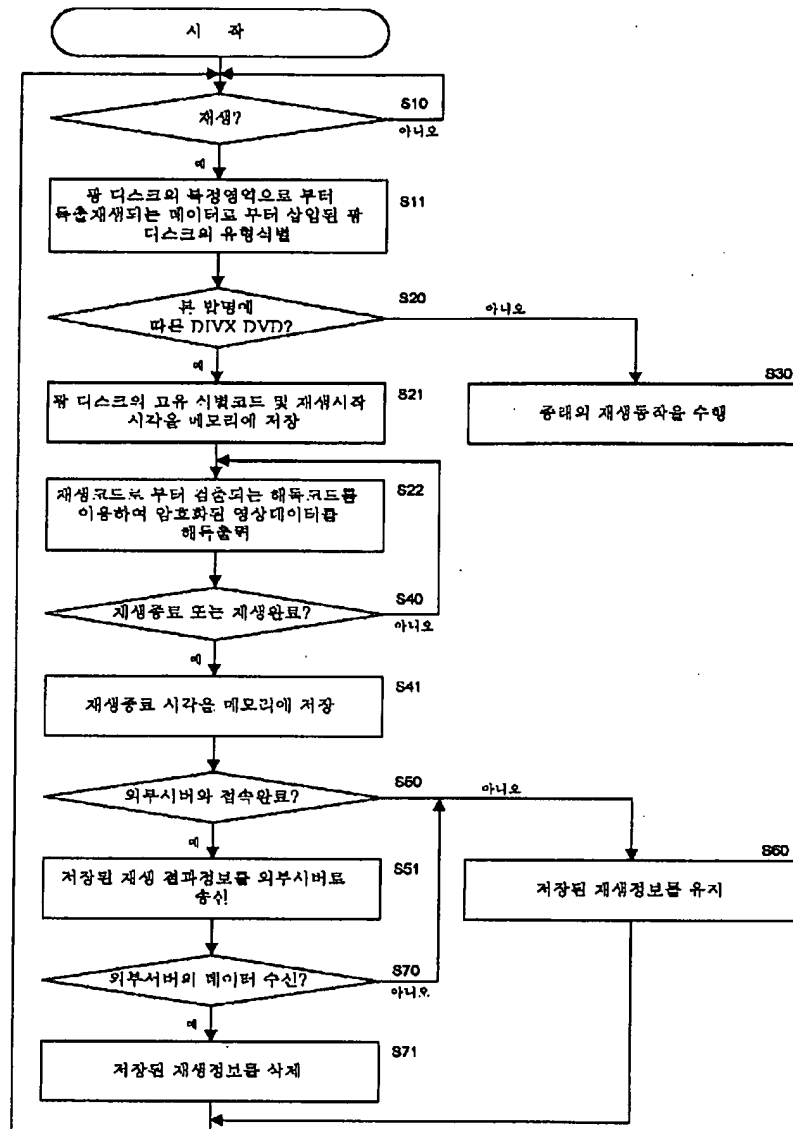 시 작
S10
재생?
아니오
예
광 디스크의 특정영역으로 부터
독출재생되는 데이터로 부터 삽입된 광
디스크의 유형식별
S11
S20
본 발명에
따른 DIVX DVD?
아니오
예
S30
광 디스크의 고유 식별코드 및 재생시작
시각을 메모리에 저장
S21
종래의 재생동작을 수행
재생코드로 부터 검출되는 해독코드를
이용하여 암호화된 영상데이터를
해독출력
S22
S40
재생종료 또는 재생완료?
아니오
예
S41
재생종료 시각을 메모리에 저장
S50
외부서버와 접속완료?
아니오
예
S60
저장된 재생 결과정보를 외부서버로
송신
S51
저장된 재생정보를 유지
S70
외부서버의 데이터 수신?
아니오
예
S71
저장된 재생정보를 삭제